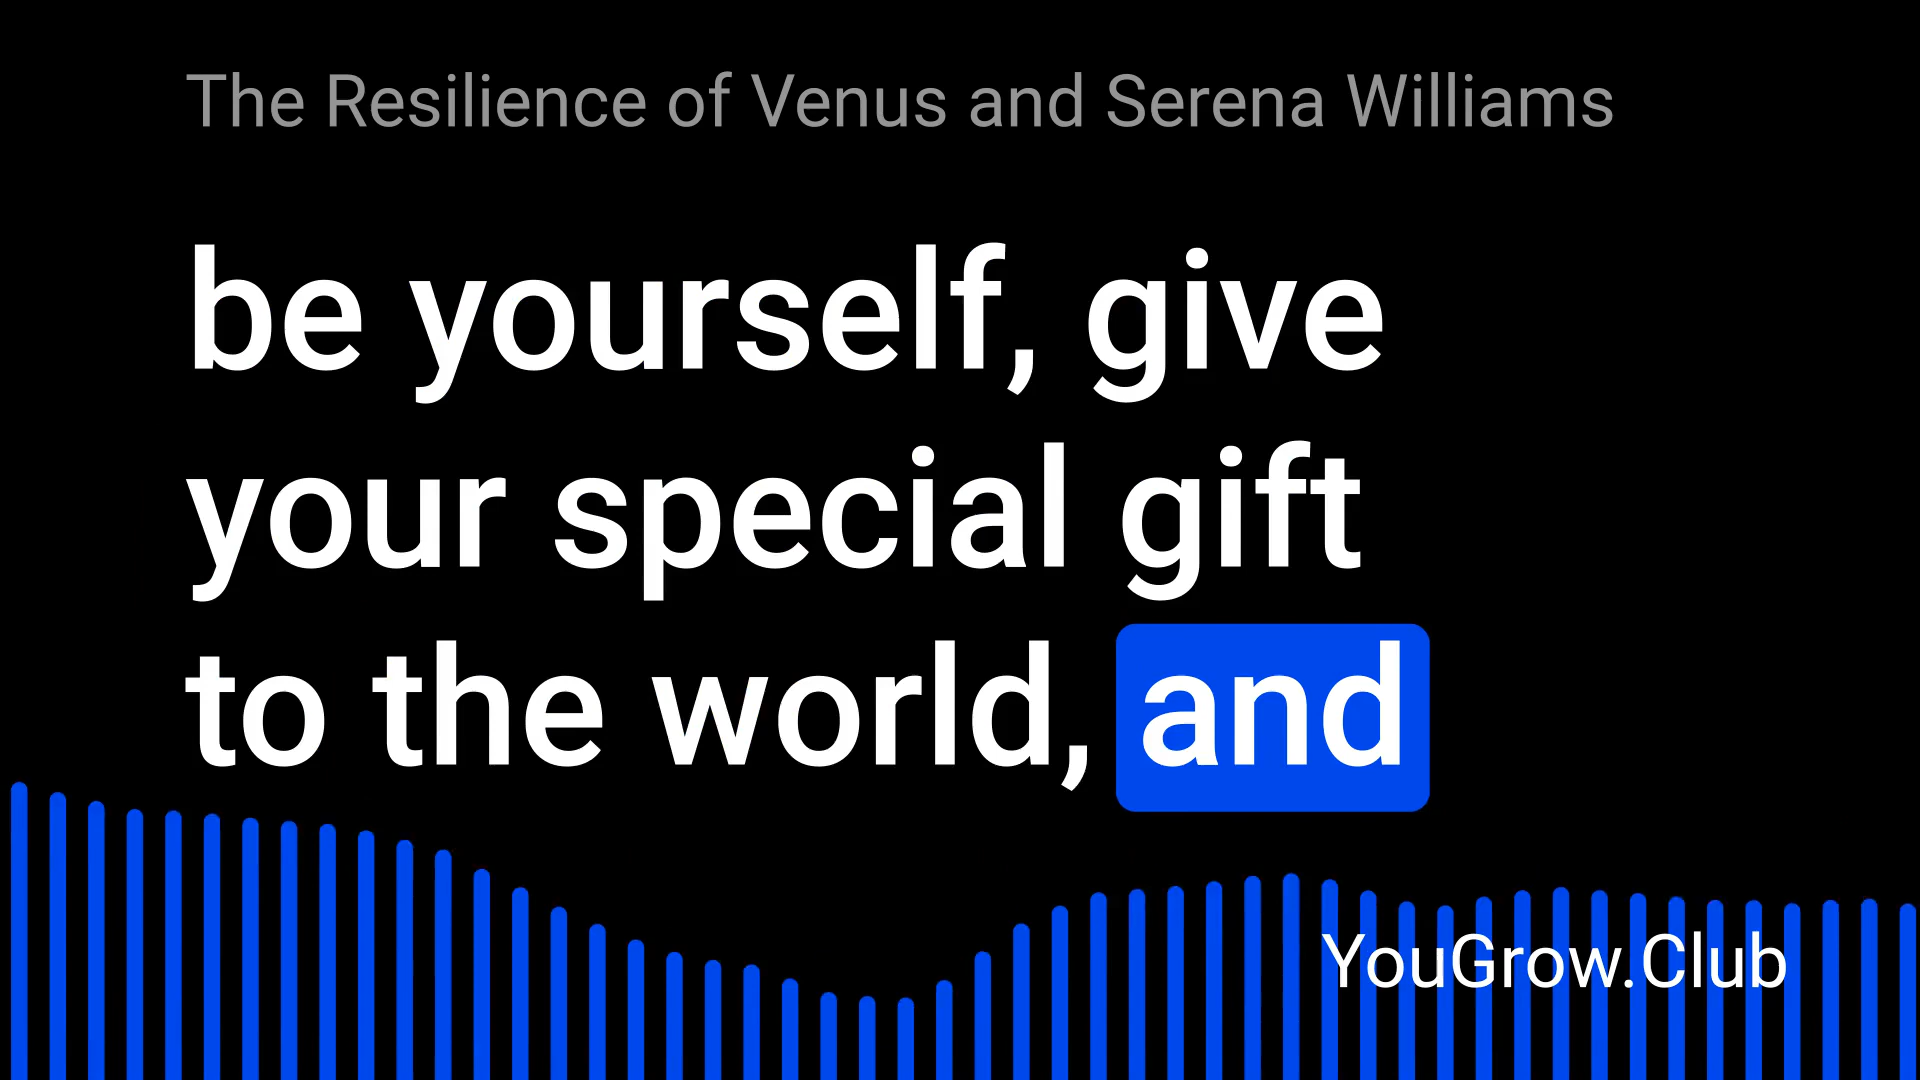 The Resilience of Venus and Serena Williams
be yourself, give
your special gift
to the world, and
YouGrow.Club